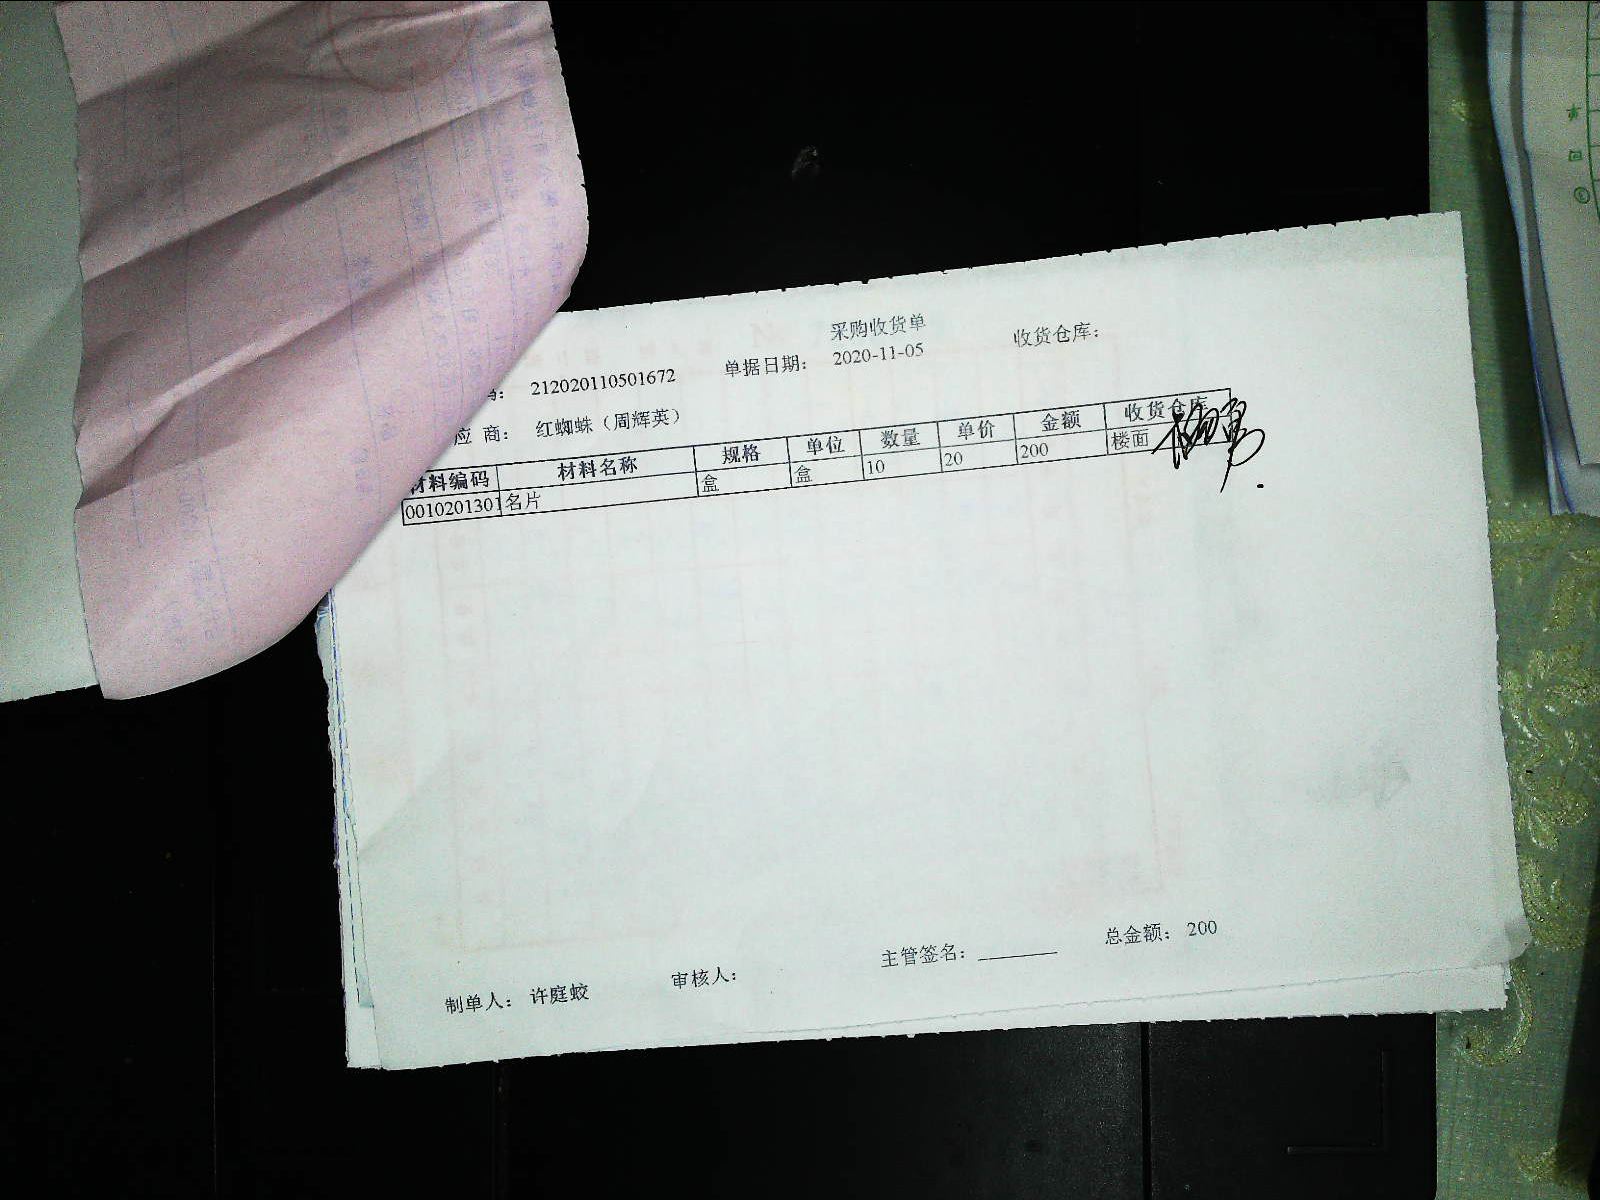 采购收货单
码： 212020110501672 单据日期： 2020-11-05 收货仓库：
应 商： 红蜘蛛（周辉英）
材料编码 材料名称 规格 单位 数量 单价 金额 收货仓库
0010201301 名片 盒 盒 10 20 200 楼面
制单人： 许庭蛟 审核人： 主管签名： 总金额： 200